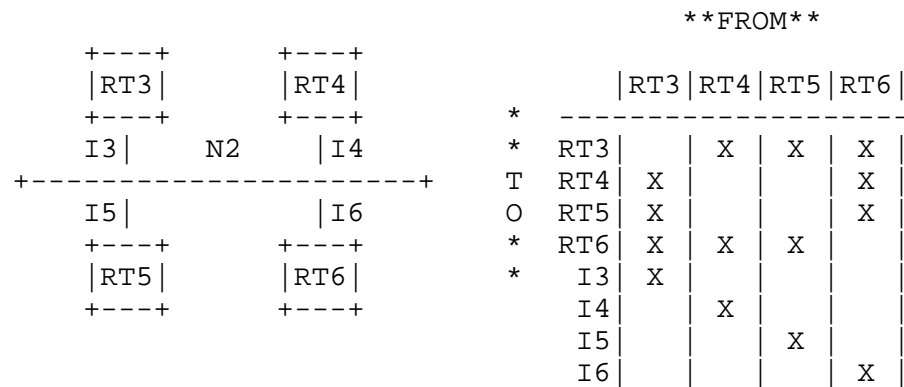 **FROM**
     +---+      +---+
     |RT3|      |RT4|              |RT3|RT4|RT5|RT6|
     +---+      +---+        *  --------------------
    I3|    N2      |I4       *  RT3|   | X | X | X |
+----------------------+     T  RT4| X |   |   | X |
    I5|            |I6       O  RT5| X |   |   | X |
     +---+      +---+        *  RT6| X | X | X |   |
     |RT5|      |RT6|        *   I3| X |   |   |   |
     +---+      +---+            I4|   | X |   |   |
                                 I5|   |   | X |   |
                                 I6|   |   |   | X |